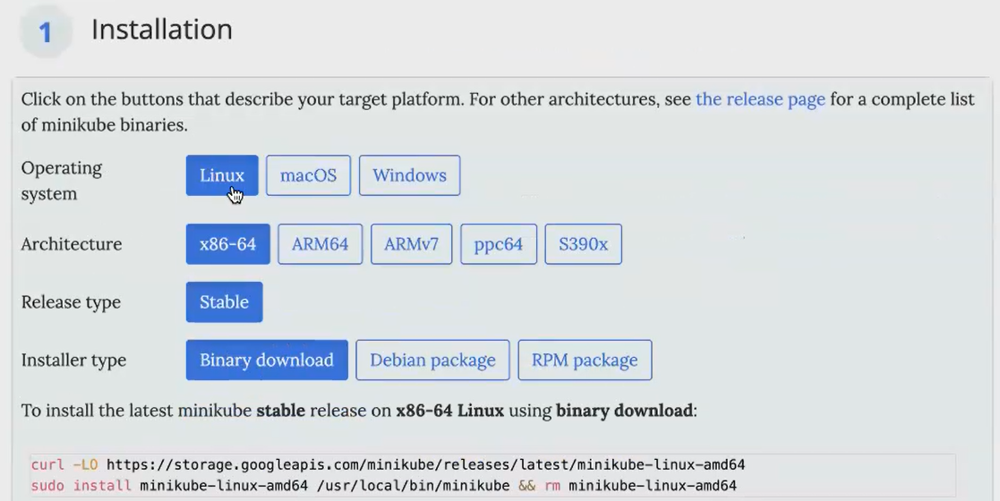 1 Installation
Click on the buttons that describe your target platform. For other architectures, see the release page for a complete list
of minikube binaries.
Operating
system
Linux macOS Windows
Architecture x86-64 ARM64 ARMv7 ppc64 S390x
Release type Stable
Installer type Binary download Debian package RPM package
To install the latest minikube stable release on x86-64 Linux using binary download:
curl -LO https://storage.googleapis.com/minikube/releases/latest/minikube-linux-amd64
sudo install minikube-linux-amd64 /usr/local/bin/minikube && rm minikube-linux-amd64